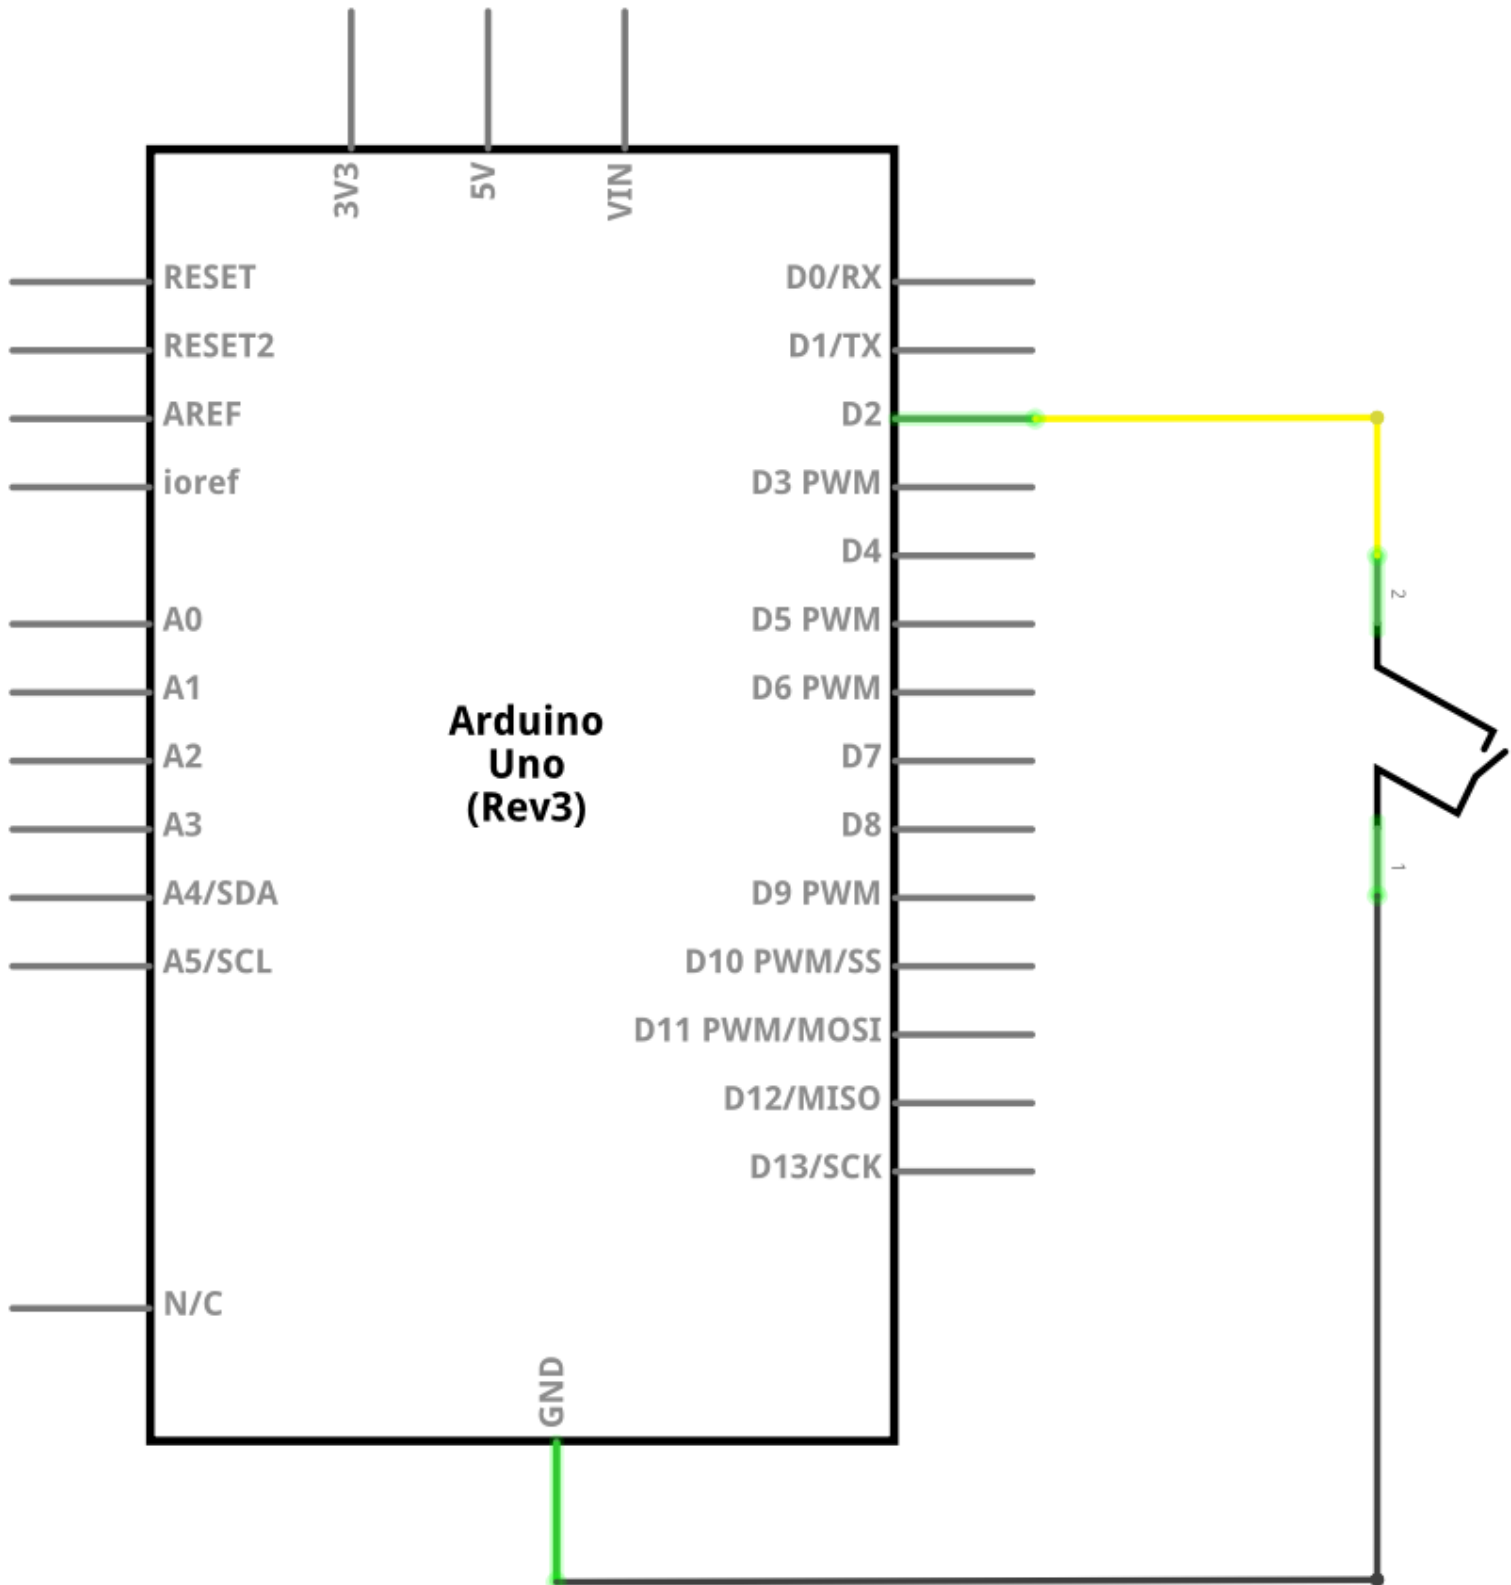 3V3
5V
VIN
RESET
RESET2
AREF
ioref
A0
A1
A2
A3
A4/SDA
A5/SCL
N/C
Arduino
Uno
(Rev3)
D0/RX
D1/TX
D2
D3 PWM
D4
D5 PWM
D6 PWM
D7
D8
D9 PWM
D10 PWM/SS
D11 PWM/MOSI
D12/MISO
D13/SCK
GND
2
1